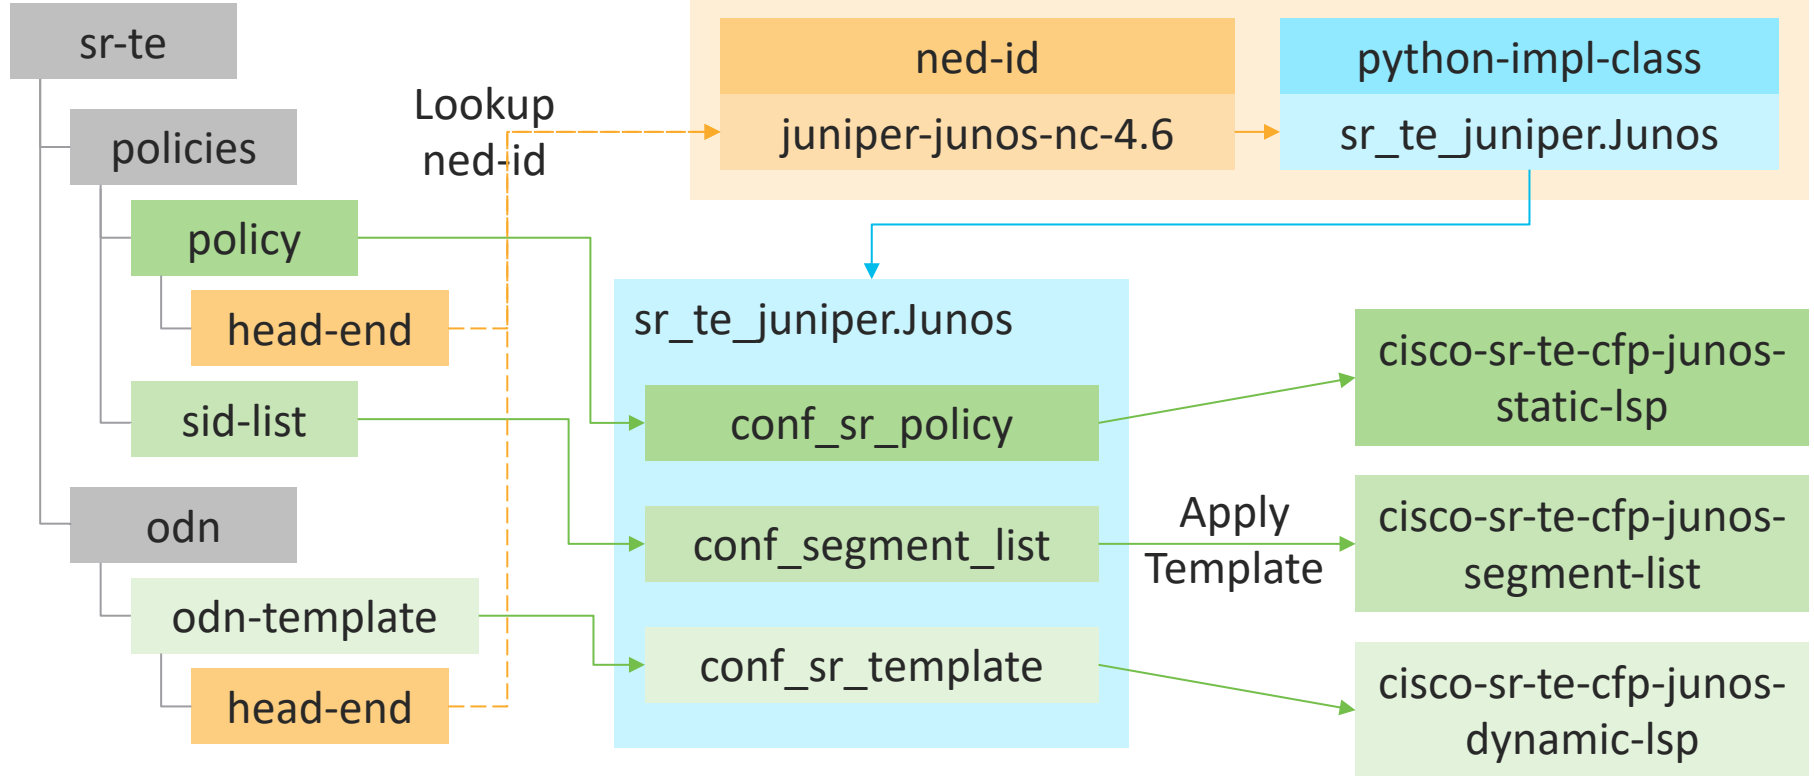 sr-te
policies
policy
head-end
sid-list
odn
odn-template
head-end
Lookup
ned-id
ned-id
juniper-junos-nc-4.6
python-impl-class
sr_te_juniper.Junos
sr_te_juniper.Junos
conf_sr_policy
conf_segment_list
conf_sr_template
Apply
Template
cisco-sr-te-cfp-junos-
static-lsp
cisco-sr-te-cfp-junos-
segment-list
cisco-sr-te-cfp-junos-
dynamic-lsp